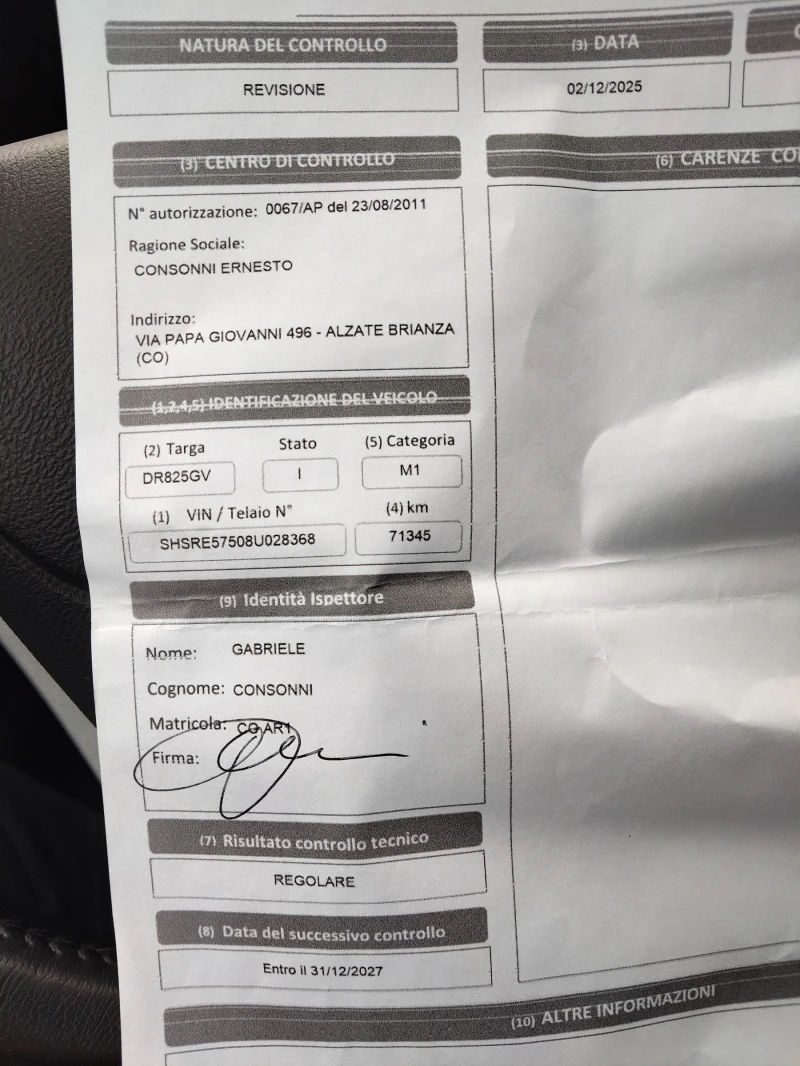 NATURA DEL CONTROLLO
(3) DATA
REVISIONE
02/12/2025
(3) CENTRO DI CONTROLLO
(6) CARENZE
N° autorizzazione: 0067/AP del 23/08/2011
Ragione Sociale:
CONSONNI ERNESTO
Indirizzo:
VIA PAPA GIOVANNI 496 - ALZATE BRIANZA
(CO)
(1,2,4,5) IDENTIFICAZIONE DEL VEICOLO
(2) Targa Stato (5) Categoria
DR825GV I M1
(1) VIN / Telaio N° (4) km
SHSRE57508U028368 71345
(9) Identità Ispettore
Nome: GABRIELE
Cognome: CONSONNI
Matricola: CO AR1
Firma:
(7) Risultato controllo tecnico
REGOLARE
(8) Data del successivo controllo
Entro il 31/12/2027
(10) ALTRE INFORMAZIONI